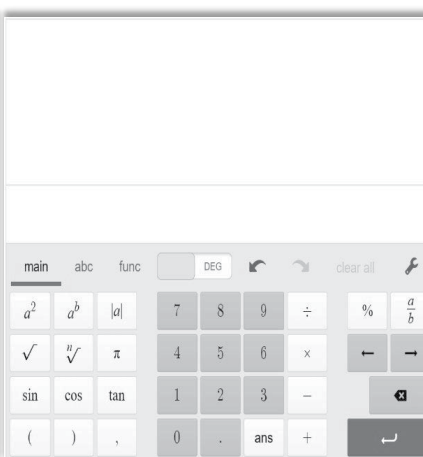 main abc func DEG clear all
a² aᵇ |a| 7 8 9 ÷ % a/b
√ ⁿ√ π 4 5 6 × ← →
sin cos tan 1 2 3 −
( ) , 0 . ans +